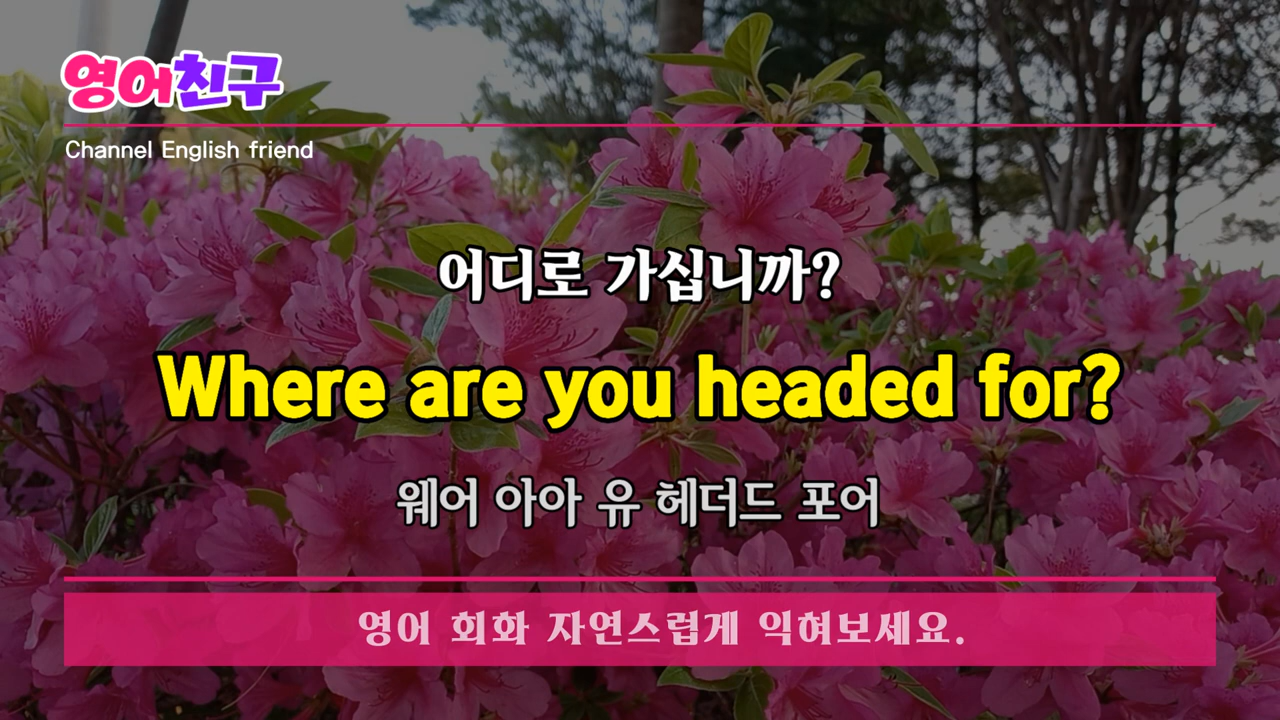 영어친구
Channel English friend
어디로 가십니까?
Where are you headed for?
웨어 아아 유 헤더드 포어
영어 회화 자연스럽게 익혀보세요.